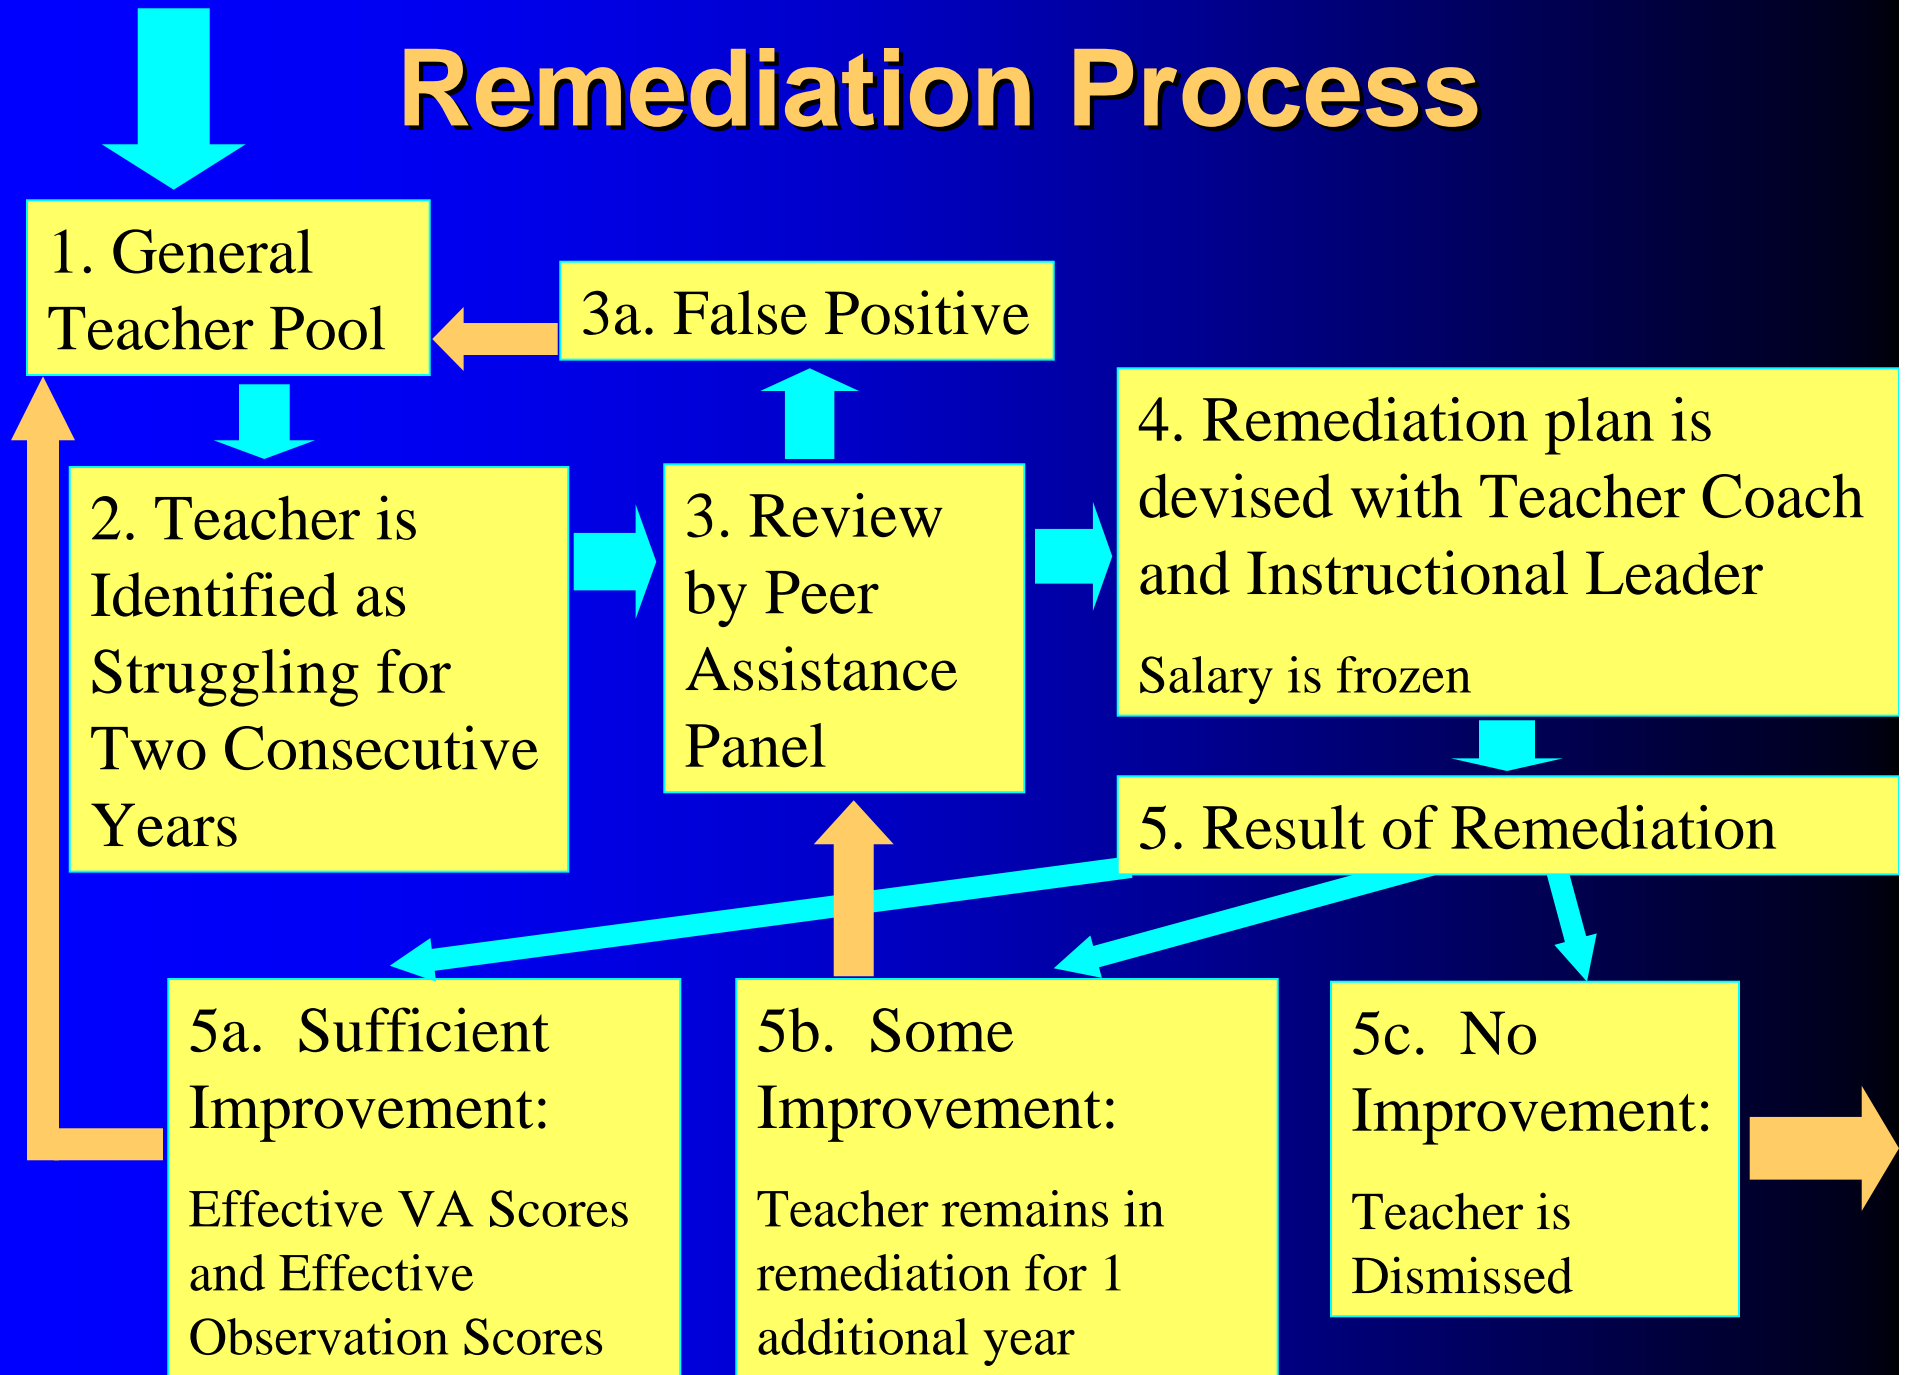 Remediation Process
1. General
Teacher Pool
3a. False Positive
2. Teacher is
Identified as
Struggling for
Two Consecutive
Years
3. Review
by Peer
Assistance
Panel
4. Remediation plan is
devised with Teacher Coach
and Instructional Leader
Salary is frozen
5. Result of Remediation
5a.  Sufficient
Improvement:
Effective VA Scores
and Effective
Observation Scores
5b.  Some
Improvement:
Teacher remains in
remediation for 1
additional year
5c.  No
Improvement:
Teacher is
Dismissed